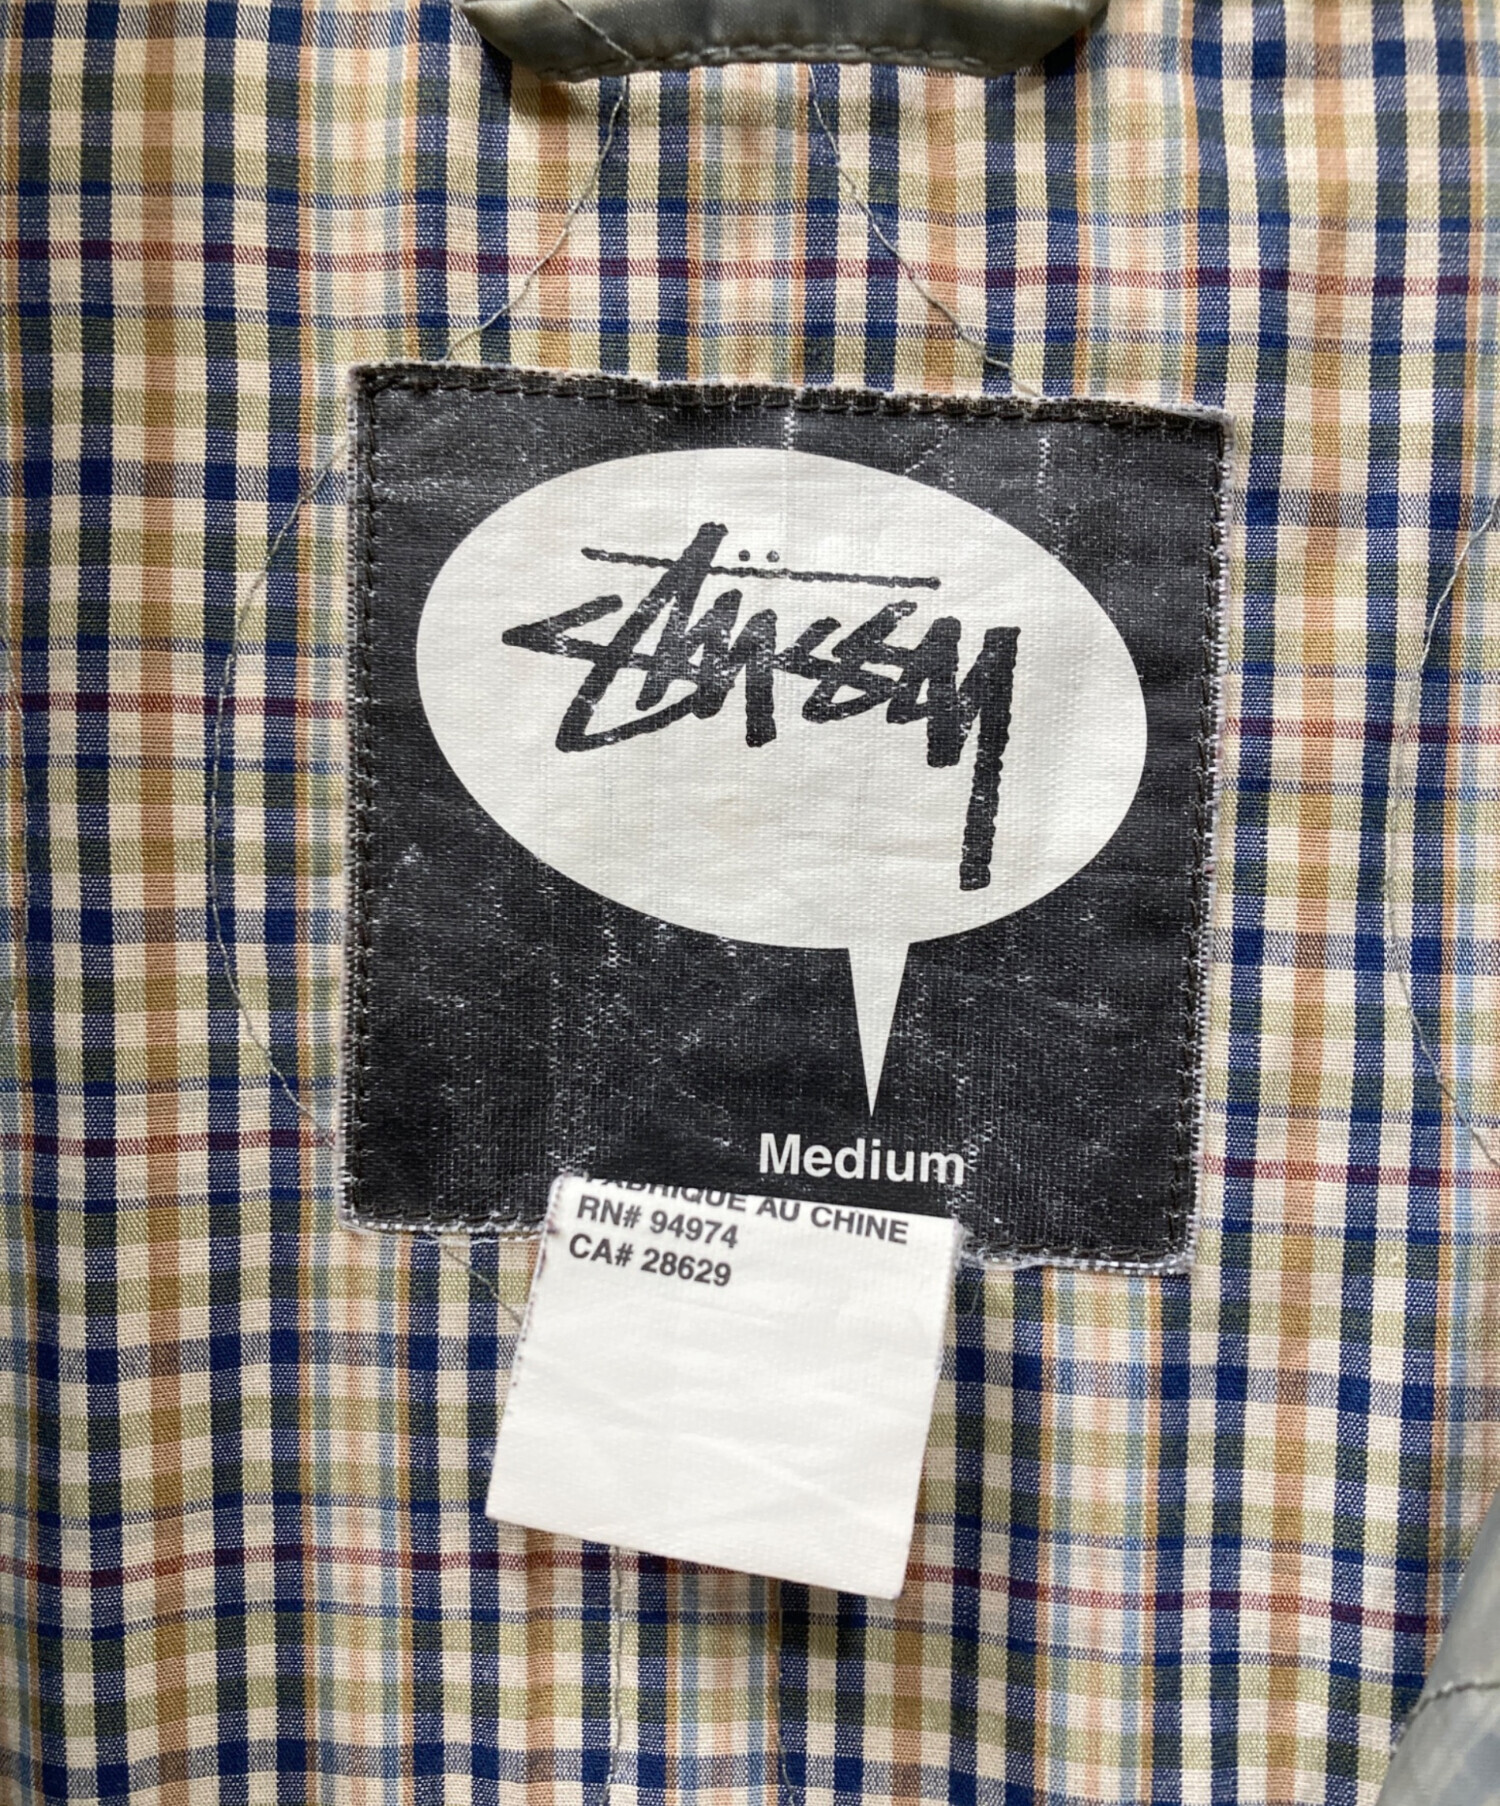 Stüssy
Medium
FABRIQUE AU CHINE
RN# 94974
CA# 28629